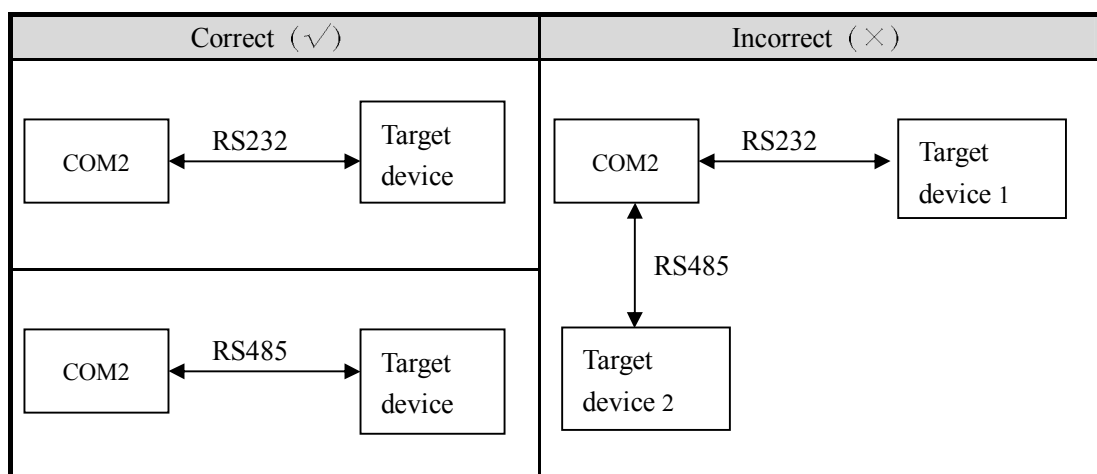 Correct（√）
Incorrect（×）
COM2
RS232
Target
device
COM2
RS485
Target
device
COM2
RS232
Target
device 1
RS485
Target
device 2